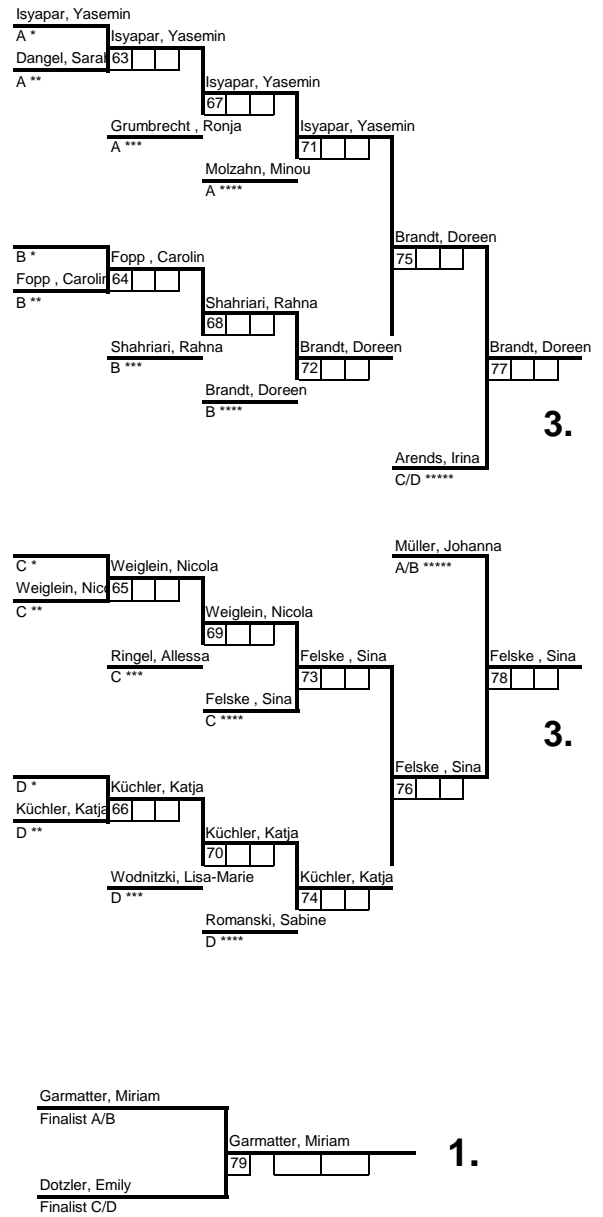 Isyapar, Yasemin
A *
Isyapar, Yasemin
Dangel, Sarah
63
A **
Isyapar, Yasemin
67
Grumbrecht , Ronja
Isyapar, Yasemin
A ***
71
Molzahn, Minou
A ****
Brandt, Doreen
B *
Fopp , Carolin
75
Fopp , Carolin
64
B **
Shahriari, Rahna
68
Shahriari, Rahna
Brandt, Doreen
Brandt, Doreen
B ***
72
77
Brandt, Doreen
B ****
3.
Arends, Irina
C/D *****
Müller, Johanna
C *
Weiglein, Nicola
A/B *****
Weiglein, Nico
65
C **
Weiglein, Nicola
69
Ringel, Allessa
Felske , Sina
Felske , Sina
C ***
73
78
Felske , Sina
C ****
3.
Felske , Sina
D *
Küchler, Katja
76
Küchler, Katja
66
D **
Küchler, Katja
70
Wodnitzki, Lisa-Marie
Küchler, Katja
D ***
74
Romanski, Sabine
D ****
Garmatter, Miriam
Finalist A/B
Garmatter, Miriam
1.
79
Dotzler, Emily
Finalist C/D